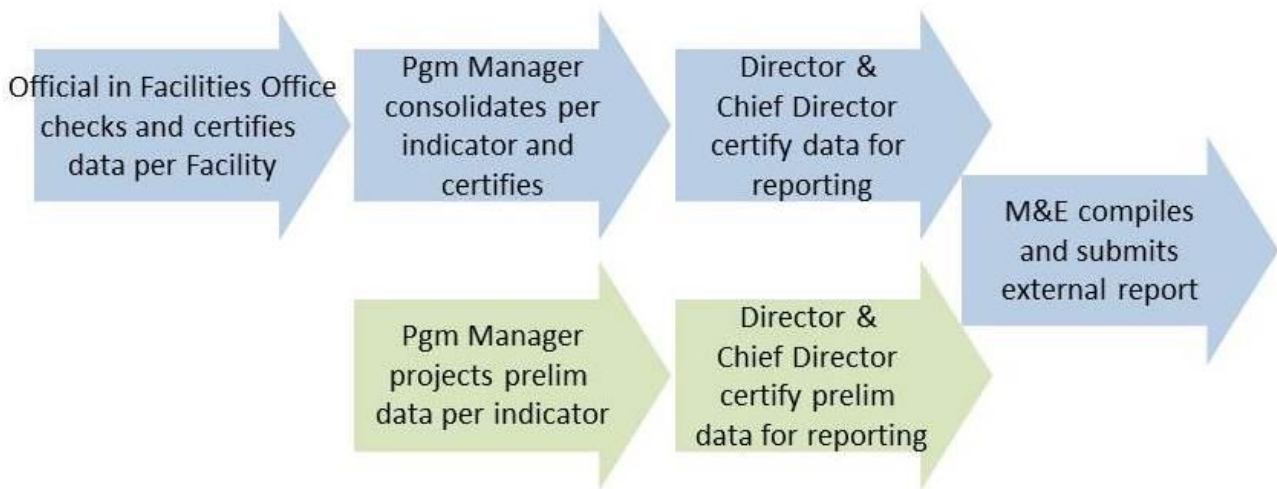 Official in Facilities Office
checks and certifies
data per Facility
Pgm Manager
consolidates per
indicator and
certifies
Director &
Chief Director
certify data for
reporting
M&E compiles
and submits
external report
Pgm Manager
projects prelim
data per indicator
Director &
Chief Director
certify prelim
data for reporting